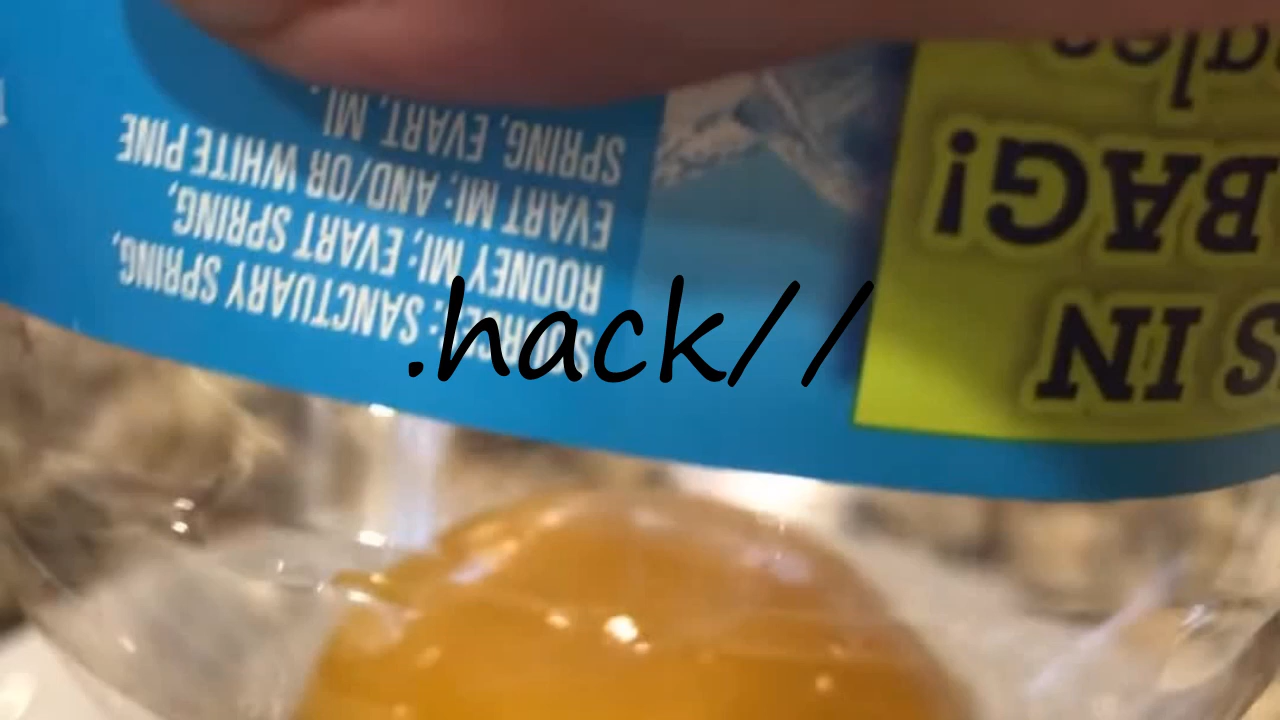 SOURCE: SANCTUARY SPRING,
RODNEY MI; EVART SPRING,
EVART MI; AND/OR WHITE PINE
SPRING, EVART, MI.
S IN
BAG!
.hack//